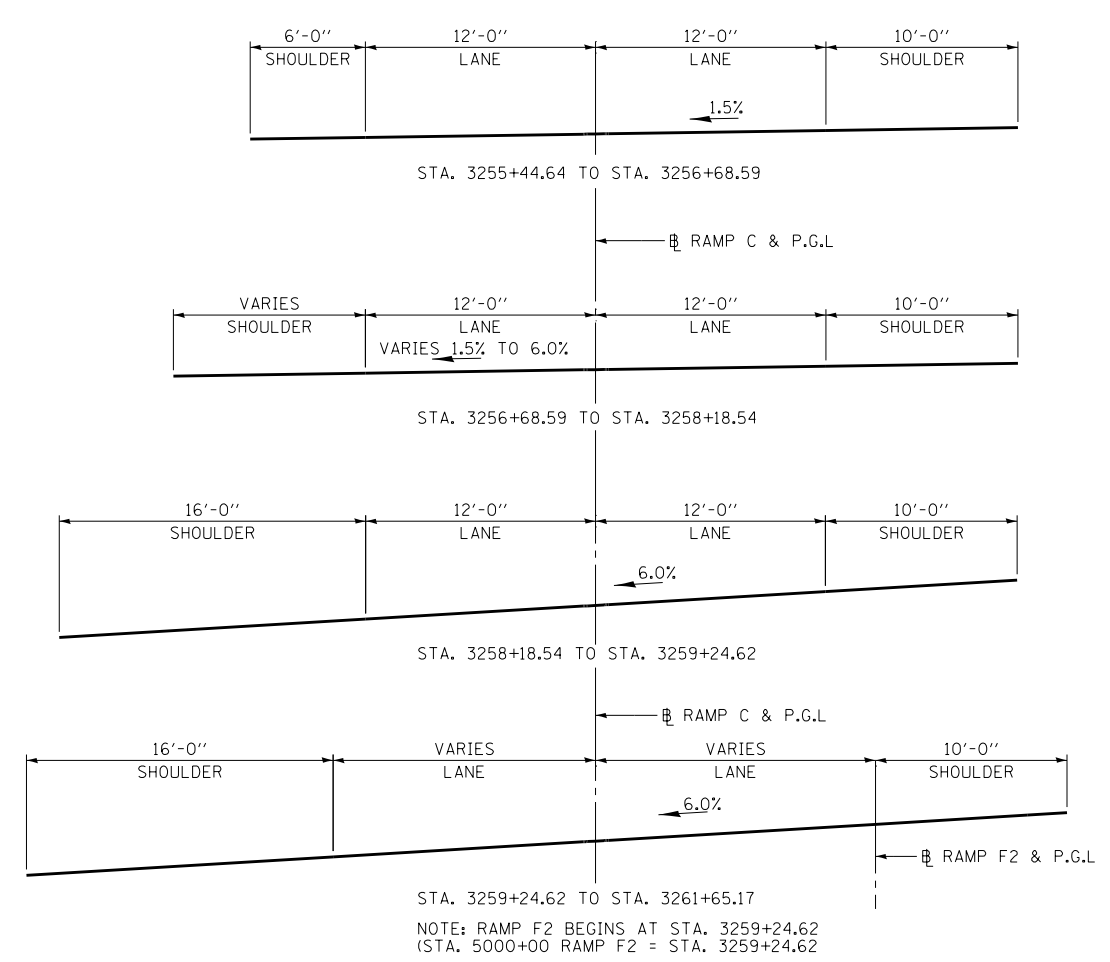 6'-0'' 12'-0'' 12'-0'' 10'-0''
SHOULDER LANE LANE SHOULDER
1.5%
STA. 3255+44.64 TO STA. 3256+68.59
℄ RAMP C & P.G.L
VARIES 12'-0'' 12'-0'' 10'-0''
SHOULDER LANE LANE SHOULDER
VARIES 1.5% TO 6.0%
STA. 3256+68.59 TO STA. 3258+18.54
16'-0'' 12'-0'' 12'-0'' 10'-0''
SHOULDER LANE LANE SHOULDER
6.0%
STA. 3258+18.54 TO STA. 3259+24.62
℄ RAMP C & P.G.L
16'-0'' VARIES VARIES 10'-0''
SHOULDER LANE LANE SHOULDER
6.0%
℄ RAMP F2 & P.G.L
STA. 3259+24.62 TO STA. 3261+65.17
NOTE: RAMP F2 BEGINS AT STA. 3259+24.62
(STA. 5000+00 RAMP F2 = STA. 3259+24.62